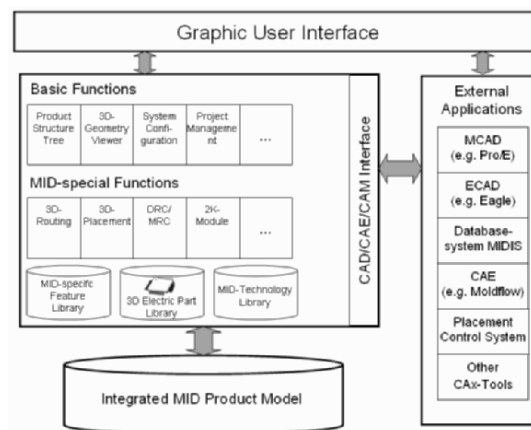 Graphic User Interface
Basic Functions
Product
Structure
Tree
3D-
Geometry
Viewer
System
Confi-
guration
Project
Manageme
nt
...
MID-special Functions
3D-
Routing
3D-
Placement
DRC/
MRC
2K-
Module
...
MID-specifc
Feature
Library
3D Electric Part
Library
MID-Technology
Library
CAD/CAE/CAM Interface
External
Applications
MCAD
(e.g. Pro/E)
ECAD
(e.g. Eagle)
Database-
system MIDIS
CAE
(e.g. Moldflow)
Placement
Control System
Other
CAx-Tools
Integrated MID Product Model